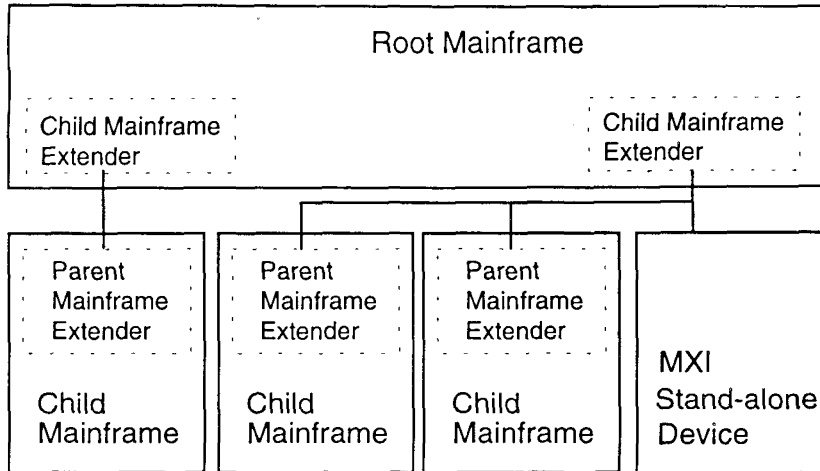 Root Mainframe
Child Mainframe
Extender
Child Mainframe
Extender
Parent
Mainframe
Extender
Child
Mainframe
Parent
Mainframe
Extender
Child
Mainframe
Parent
Mainframe
Extender
Child
Mainframe
MXI
Stand-alone
Device